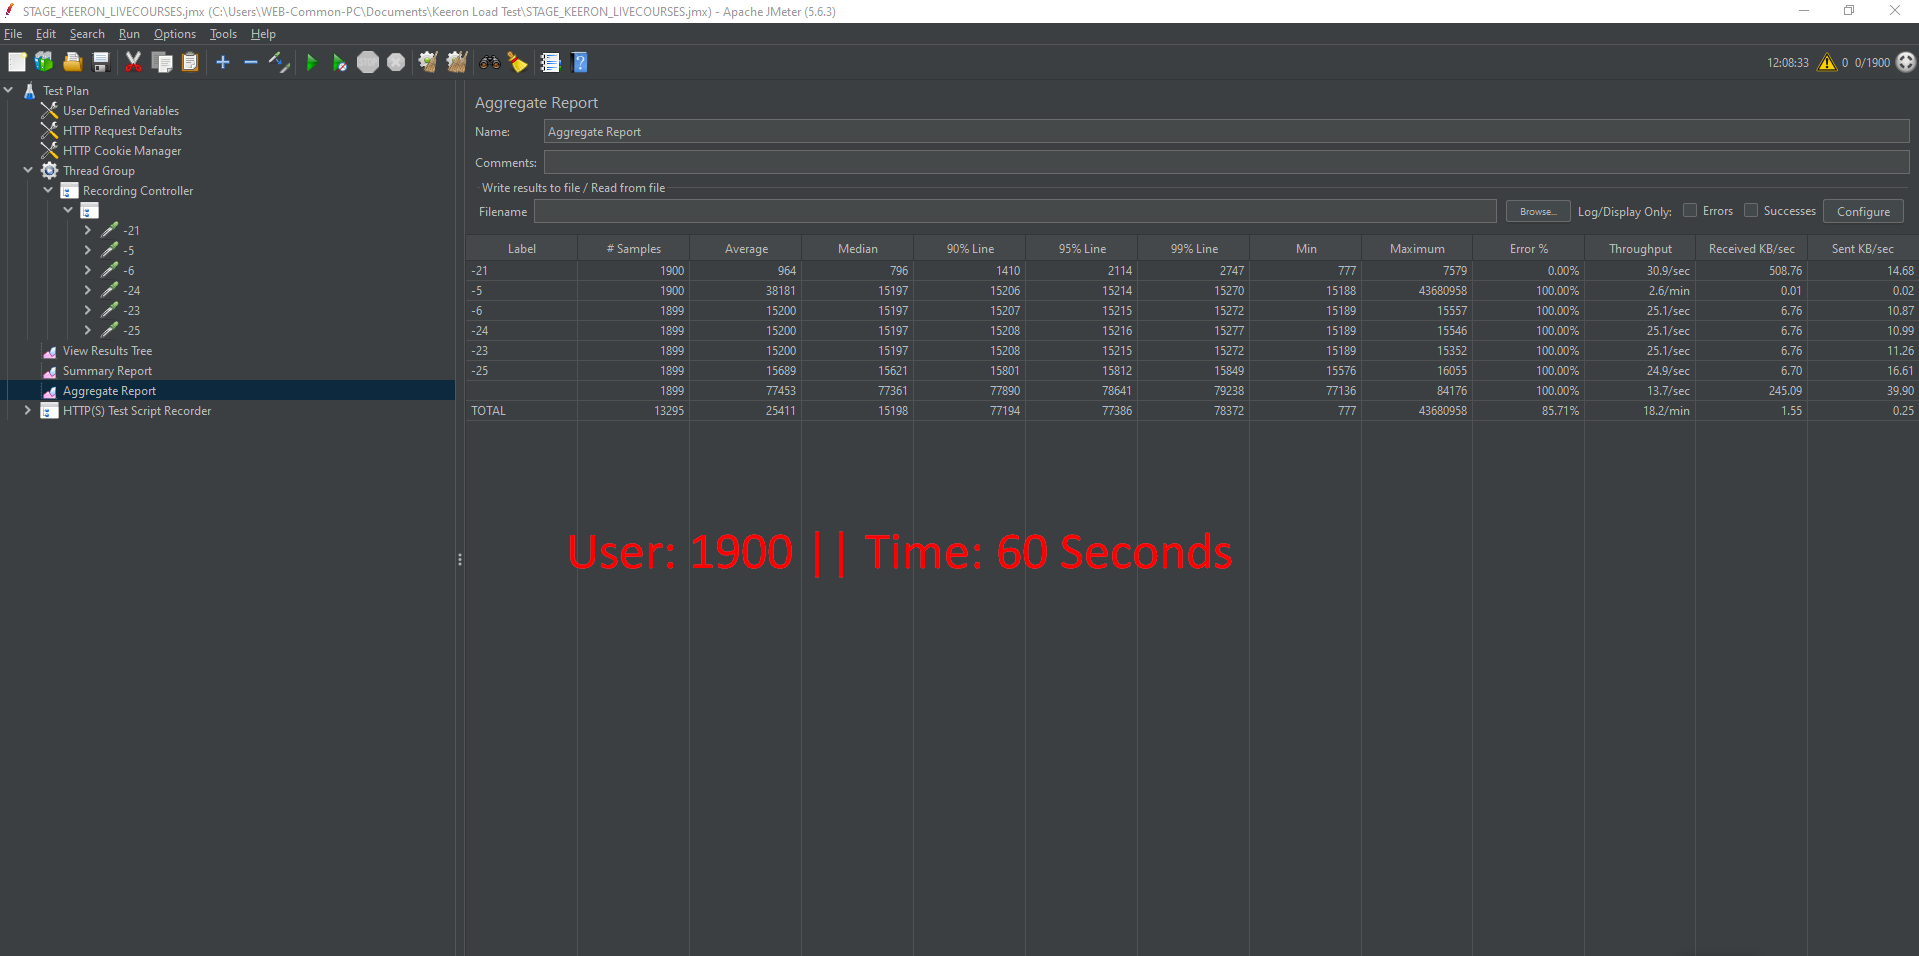 STAGE_KEERON_LIVECOURSES.jmx (C:\Users\WEB-Common-PC\Documents\Keeron Load Test\STAGE_KEERON_LIVECOURSES.jmx) - Apache JMeter (5.6.3)
File Edit Search Run Options Tools Help
12:08:33 0 0/1900
Test Plan
User Defined Variables
HTTP Request Defaults
HTTP Cookie Manager
Thread Group
Recording Controller
-21
-5
-6
-24
-23
-25
View Results Tree
Summary Report
Aggregate Report
HTTP(S) Test Script Recorder
Aggregate Report
Name: Aggregate Report
Comments:
Write results to file / Read from file
Filename Browse... Log/Display Only: Errors Successes Configure
Label # Samples Average Median 90% Line 95% Line 99% Line Min Maximum Error % Throughput Received KB/sec Sent KB/sec
-21 1900 964 796 1410 2114 2747 777 7579 0.00% 30.9/sec 508.76 14.68
-5 1900 38181 15197 15206 15214 15270 15188 43680958 100.00% 2.6/min 0.01 0.02
-6 1899 15200 15197 15207 15215 15272 15189 15557 100.00% 25.1/sec 6.76 10.87
-24 1899 15200 15197 15208 15216 15277 15189 15546 100.00% 25.1/sec 6.76 10.99
-23 1899 15200 15197 15208 15215 15272 15189 15352 100.00% 25.1/sec 6.76 11.26
-25 1899 15689 15621 15801 15812 15849 15576 16055 100.00% 24.9/sec 6.70 16.61
1899 77453 77361 77890 78641 79238 77136 84176 100.00% 13.7/sec 245.09 39.90
TOTAL 13295 25411 15198 77194 77386 78372 777 43680958 85.71% 18.2/min 1.55 0.25
User: 1900 || Time: 60 Seconds